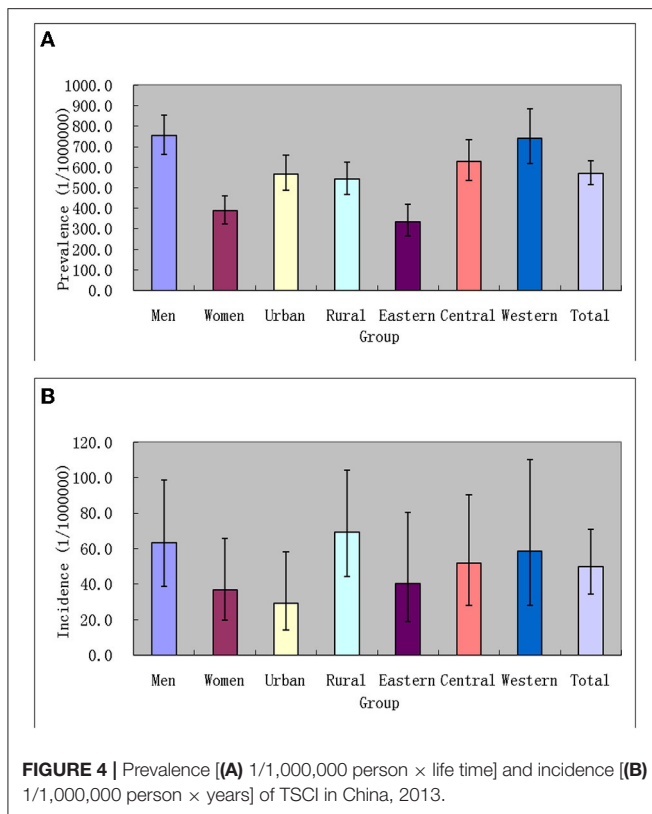 A
1000.0
900.0
800.0
700.0
600.0
500.0
400.0
300.0
200.0
100.0
0.0
Prevalence (1/1000000)
Men Women Urban Rural Eastern Central Western Total
Group
B
120.0
100.0
80.0
60.0
40.0
20.0
0.0
Incidence (1/1000000)
Men Women Urban Rural Eastern Central Western Total
Group
FIGURE 4 | Prevalence [(A) 1/1,000,000 person × life time] and incidence [(B)
1/1,000,000 person × years] of TSCI in China, 2013.